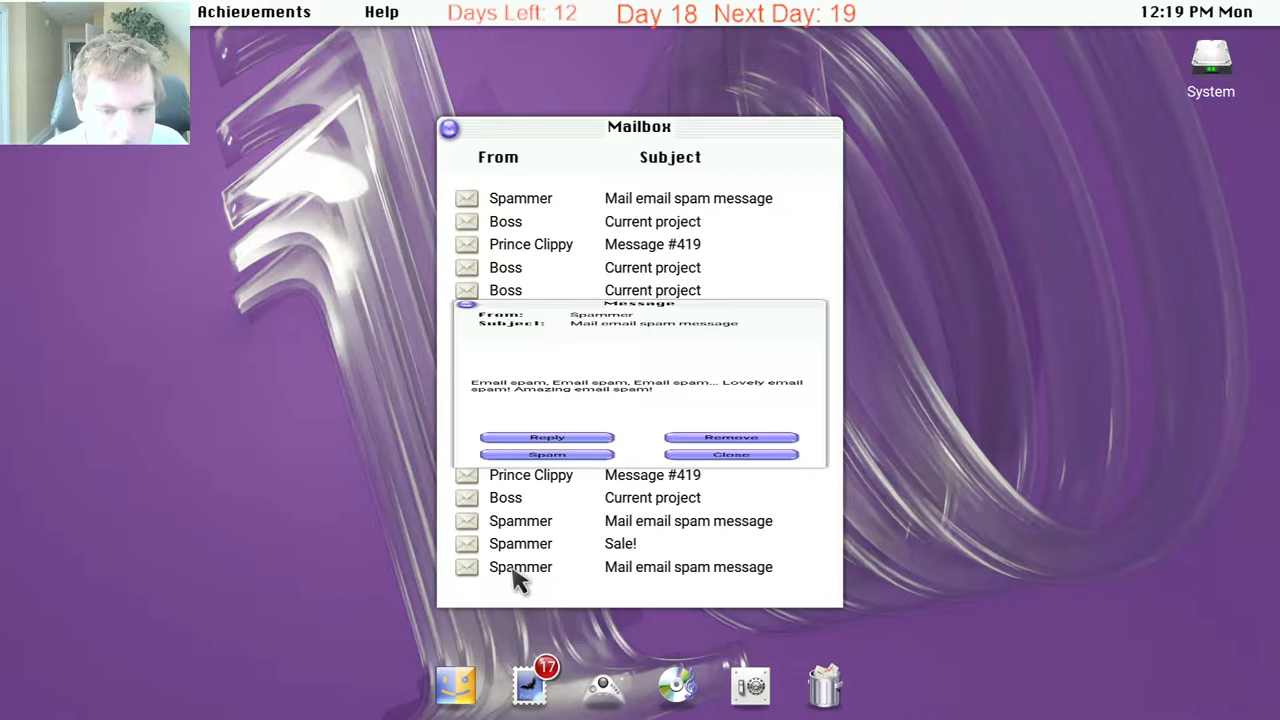 Achievements Help Days Left: 12 Day 18 Next Day: 19 12:19 PM Mon
System
Mailbox
From Subject
Spammer Mail email spam message
Boss Current project
Prince Clippy Message #419
Boss Current project
Boss Current project
Message
From: Spammer
Subject: Mail email spam message
Email spam, Email spam, Email spam... Lovely email
spam! Amazing email spam!
Reply Remove
Spam Close
Prince Clippy Message #419
Boss Current project
Spammer Mail email spam message
Spammer Sale!
Spammer Mail email spam message
17